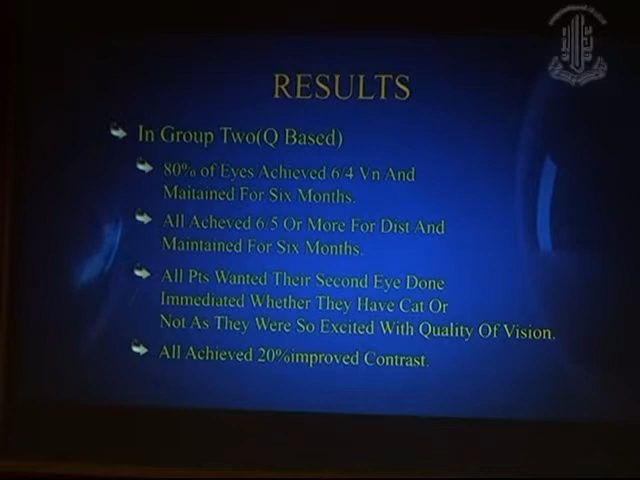 RESULTS
In Group Two(Q Based)
80% of Eyes Achieved 6/4 Vn And
Maitained For Six Months.
All Acheved 6/5 Or More For Dist And
Maintained For Six Months.
All Pts Wanted Their Second Eye Done
Immediated Whether They Have Cat Or
Not As They Were So Excited With Quality Of Vision.
All Achieved 20%improved Contrast.